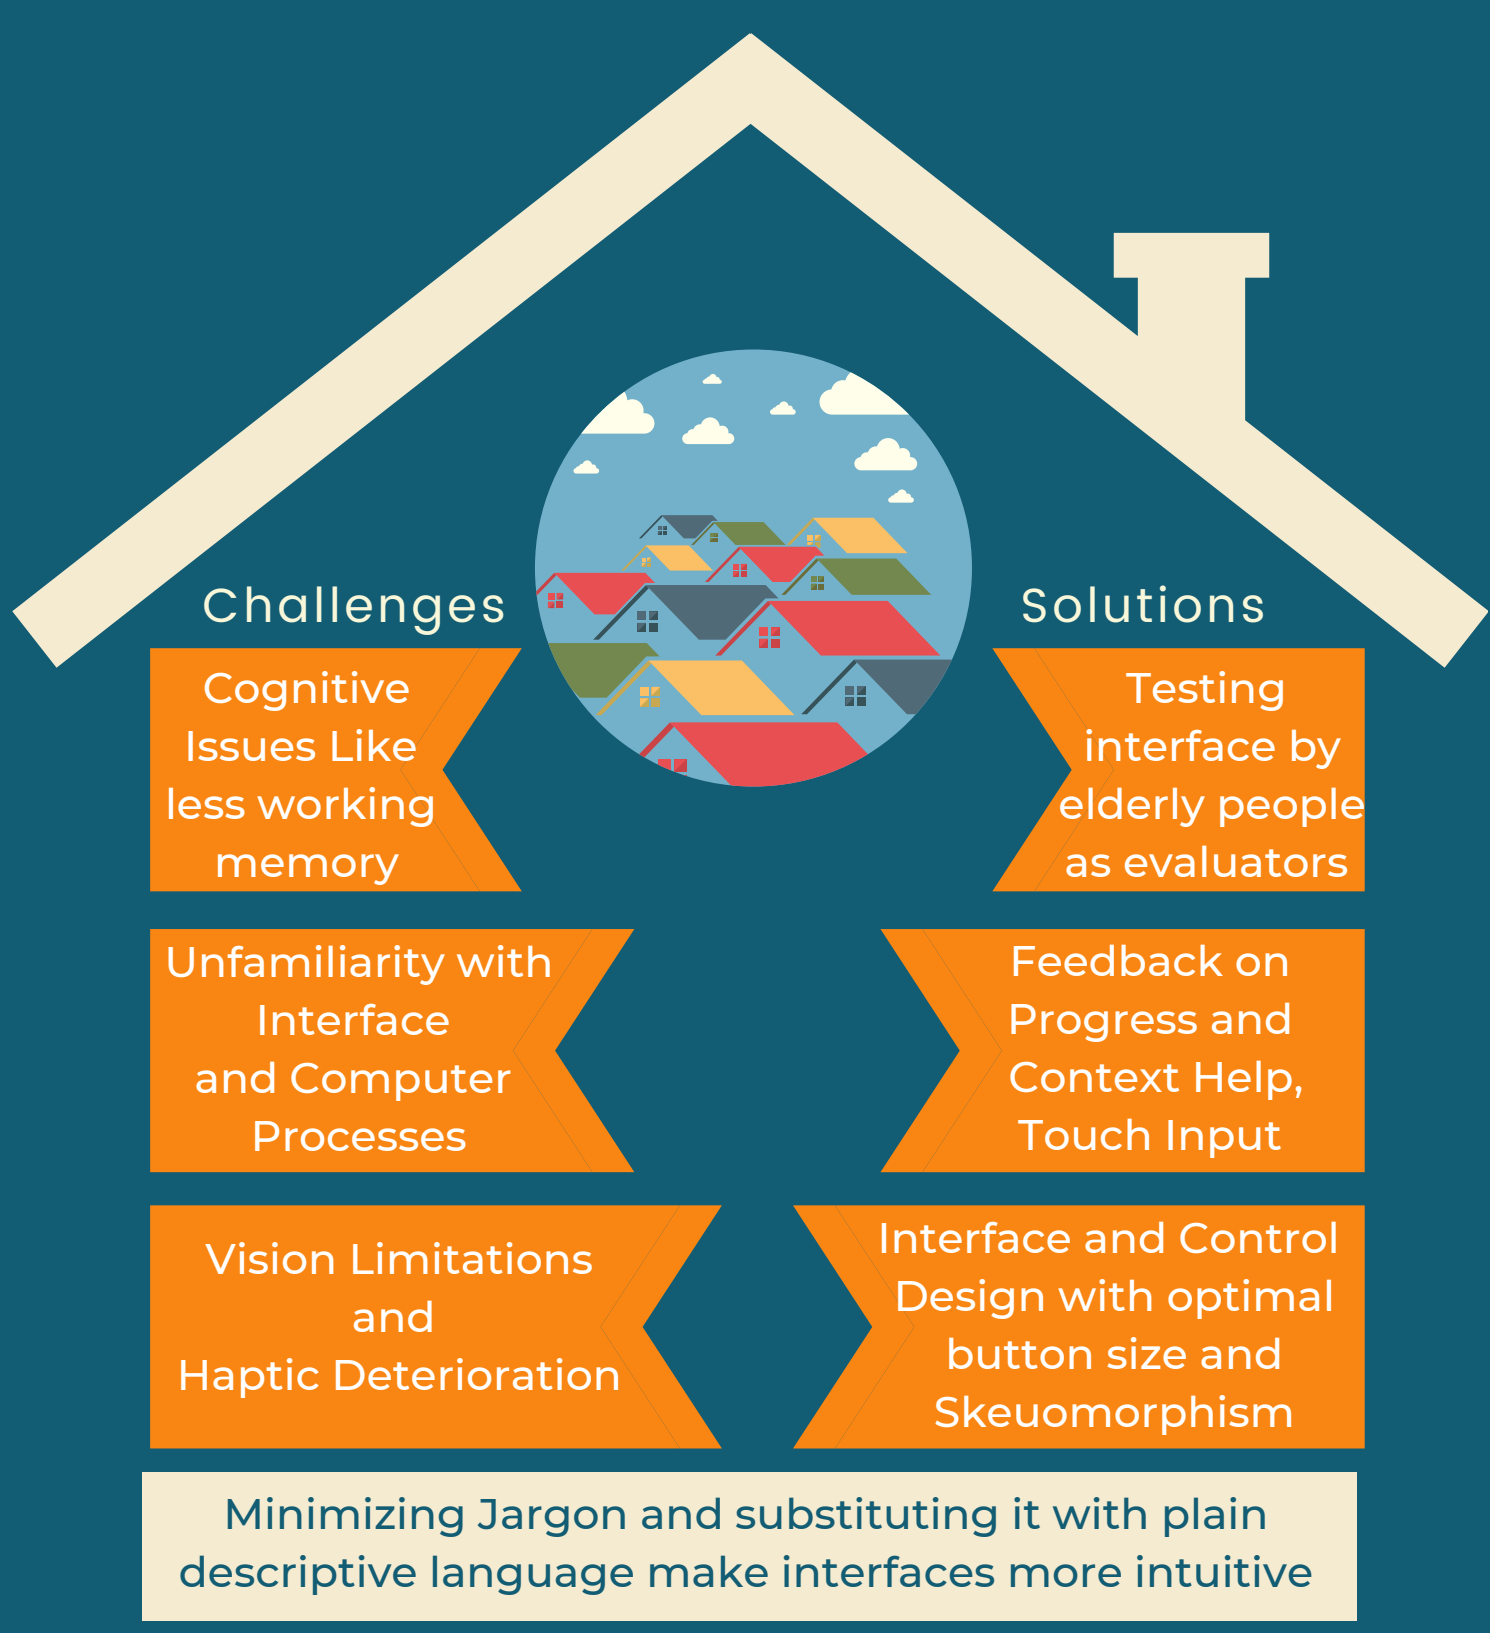 Challenges
Solutions
Cognitive
Issues Like
less working
memory
Testing
interface by
elderly people
as evaluators
Unfamiliarity with
Interface
and Computer
Processes
Feedback on
Progress and
Context Help,
Touch Input
Vision Limitations
and
Haptic Deterioration
Interface and Control
Design with optimal
button size and
Skeuomorphism
Minimizing Jargon and substituting it with plain
descriptive language make interfaces more intuitive